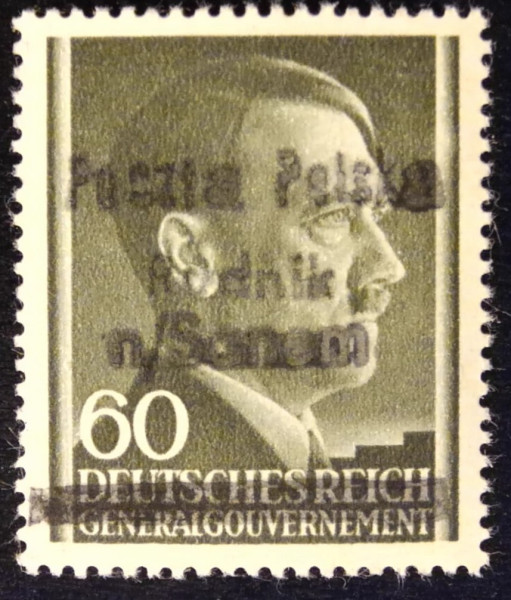 Poczta Polska
Rudnik
n/Sanem
60
DEUTSCHES REICH
GENERALGOUVERNEMENT